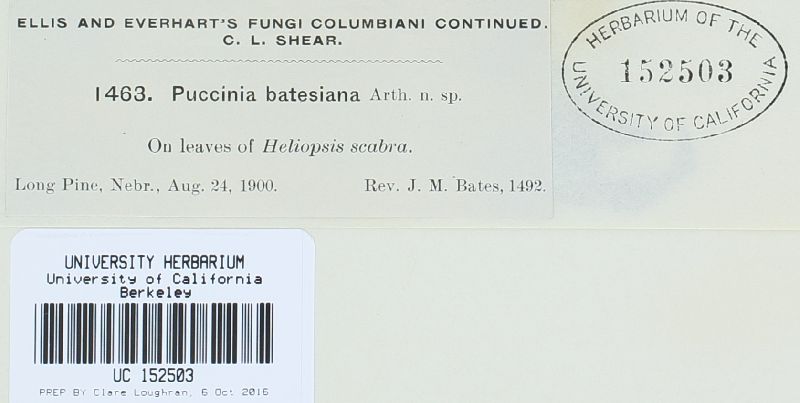 ELLIS AND EVERHART'S FUNGI COLUMBIANI CONTINUED.
C. L. SHEAR.
1463. Puccinia batesiana Arth. n. sp.
On leaves of Heliopsis scabra.
Long Pine, Nebr., Aug. 24, 1900. Rev. J. M. Bates, 1492.
HERBARIUM OF THE
152503
UNIVERSITY OF CALIFORNIA
UNIVERSITY HERBARIUM
University of California
Berkeley
UC 152503
PREP BY Clare Loughran, 6 Oct 2016